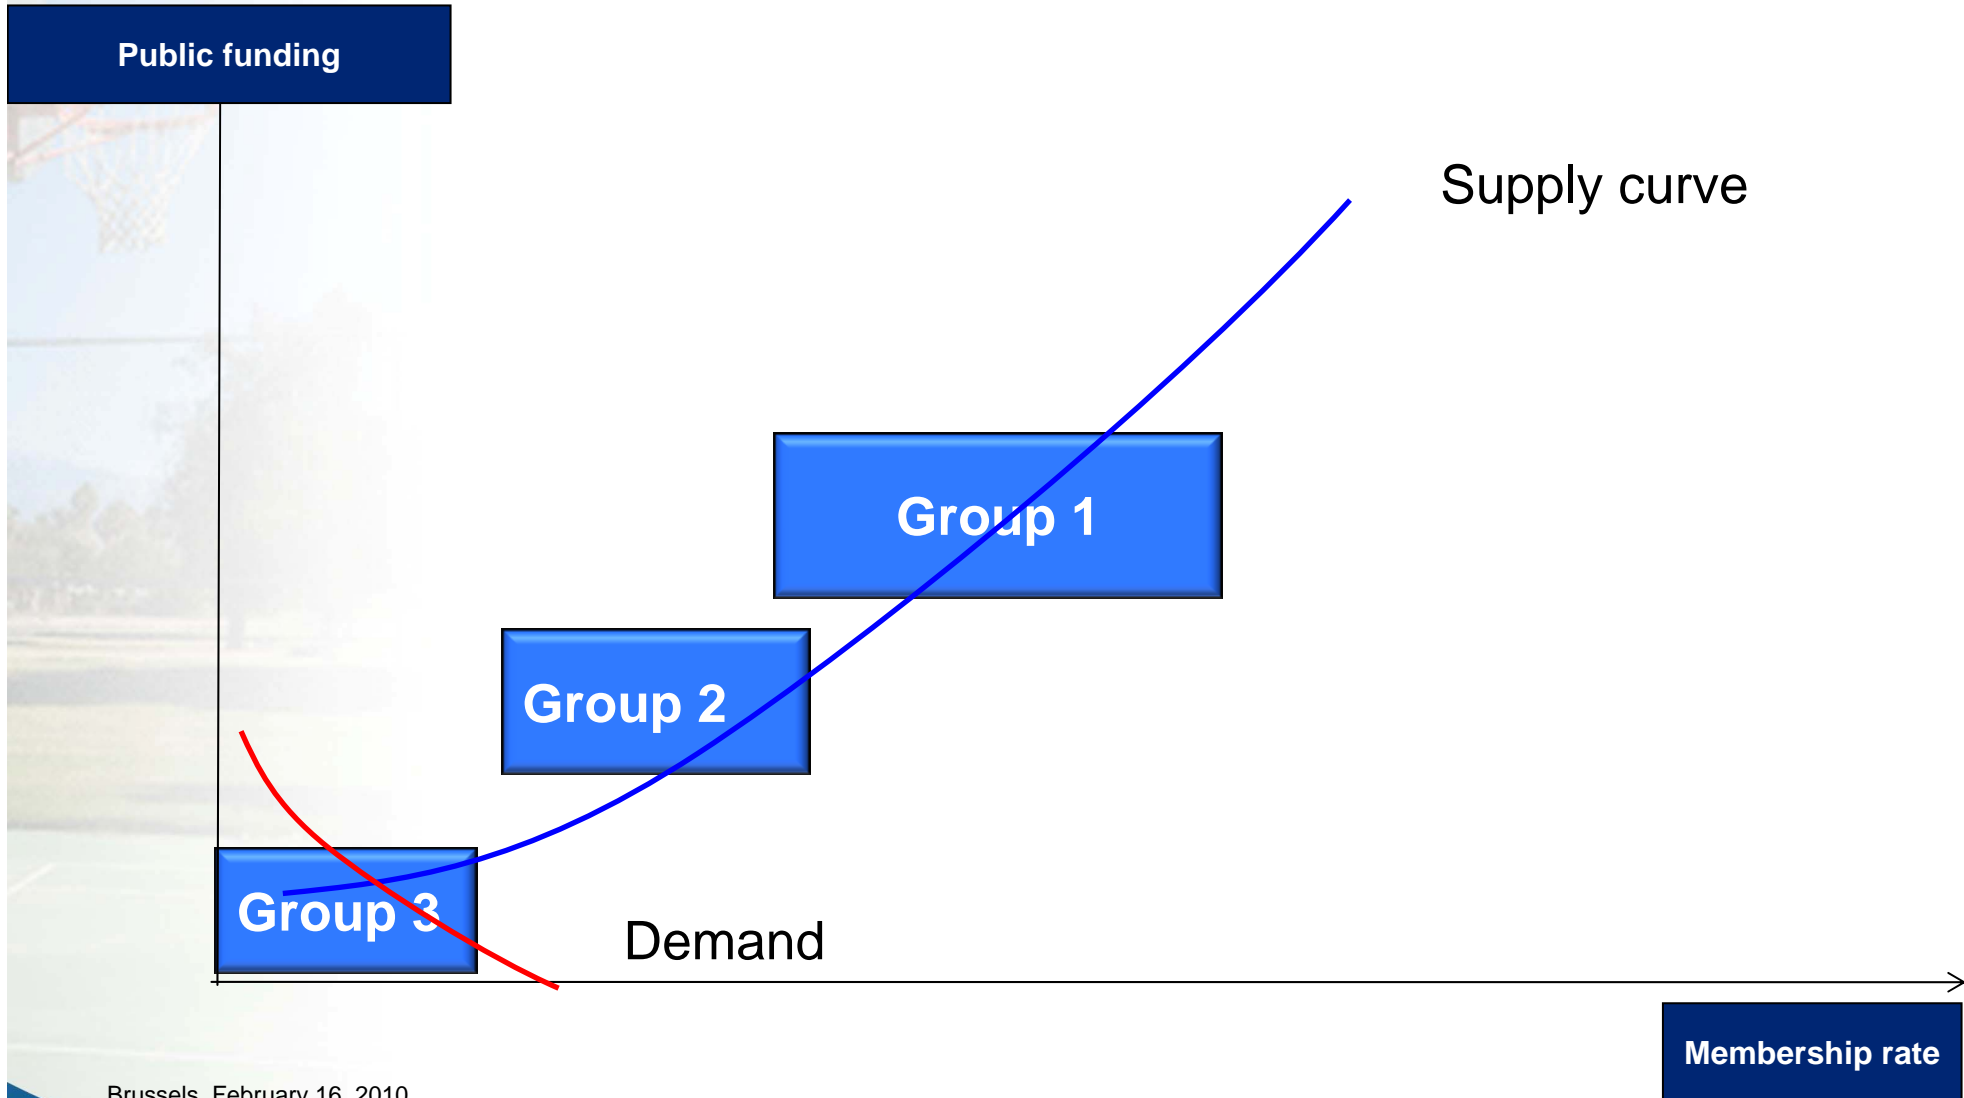 Public funding
Supply curve
Group 1
Group 2
Group 3
Demand
Membership rate
Brussels, February 16, 2010